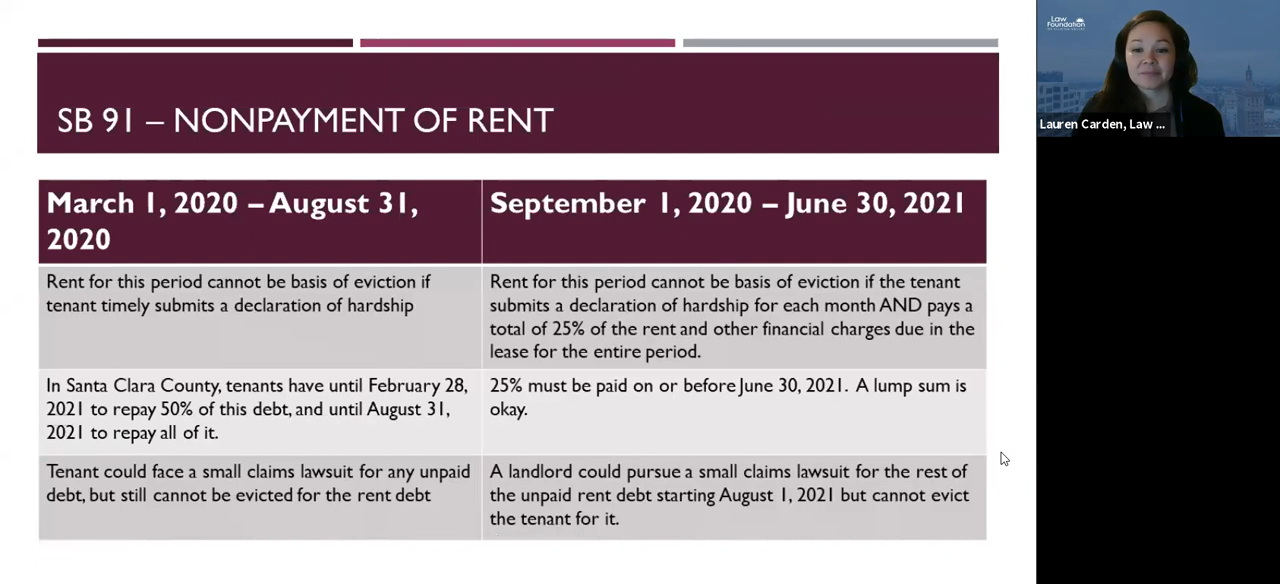 SB 91 – NONPAYMENT OF RENT
March 1, 2020 – August 31,
2020
September 1, 2020 – June 30, 2021
Rent for this period cannot be basis of eviction if
tenant timely submits a declaration of hardship
Rent for this period cannot be basis of eviction if the tenant
submits a declaration of hardship for each month AND pays a
total of 25% of the rent and other financial charges due in the
lease for the entire period.
In Santa Clara County, tenants have until February 28,
2021 to repay 50% of this debt, and until August 31,
2021 to repay all of it.
25% must be paid on or before June 30, 2021. A lump sum is
okay.
Tenant could face a small claims lawsuit for any unpaid
debt, but still cannot be evicted for the rent debt
A landlord could pursue a small claims lawsuit for the rest of
the unpaid rent debt starting August 1, 2021 but cannot evict
the tenant for it.
Law
Foundation
Lauren Carden, Law ...